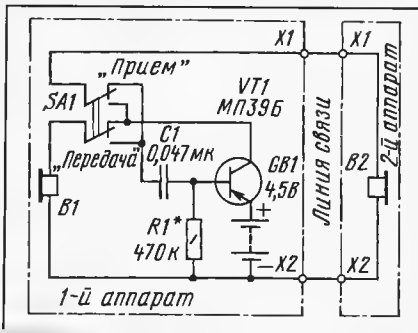 X1
X1
„Прием”
SA1
VT1
МП39Б
C1
0,047мк
„Передача”
GB1
4,5В
B1
Линия связи
2-й аппарат
B2
+
R1*
470к
−
X2
X2
1-й аппарат